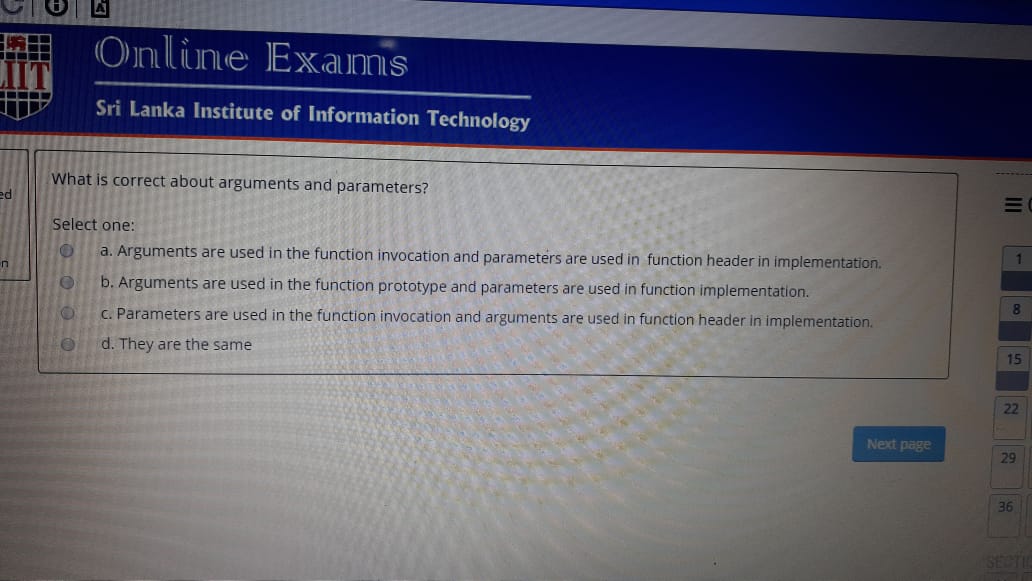 Online Exams
LIIT
Sri Lanka Institute of Information Technology
What is correct about arguments and parameters?
ed
Select one:
a. Arguments are used in the function invocation and parameters are used in function header in implementation.
n
b. Arguments are used in the function prototype and parameters are used in function implementation.
c. Parameters are used in the function invocation and arguments are used in function header in implementation.
d. They are the same
Next page
1
8
15
22
29
36
SECTI